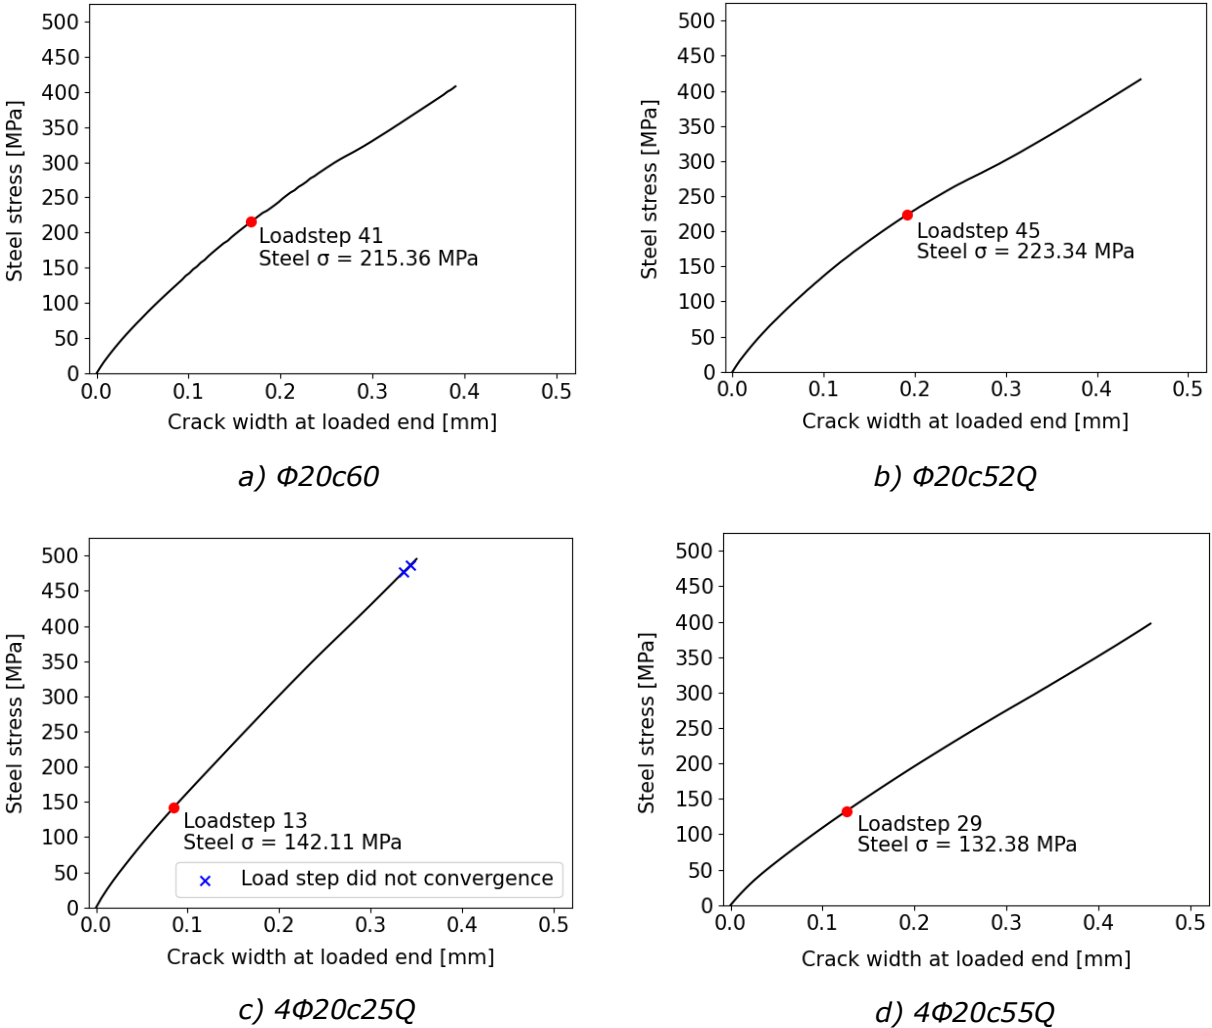 500
450
400
350
300
250
200
150
100
50
0
Steel stress [MPa]
Loadstep 41
Steel σ = 215.36 MPa
0.0 0.1 0.2 0.3 0.4 0.5
Crack width at loaded end [mm]
a) Φ20c60
500
450
400
350
300
250
200
150
100
50
0
Steel stress [MPa]
Loadstep 45
Steel σ = 223.34 MPa
0.0 0.1 0.2 0.3 0.4 0.5
Crack width at loaded end [mm]
b) Φ20c52Q
500
450
400
350
300
250
200
150
100
50
0
Steel stress [MPa]
Loadstep 13
Steel σ = 142.11 MPa
Load step did not convergence
0.0 0.1 0.2 0.3 0.4 0.5
Crack width at loaded end [mm]
c) 4Φ20c25Q
500
450
400
350
300
250
200
150
100
50
0
Steel stress [MPa]
Loadstep 29
Steel σ = 132.38 MPa
0.0 0.1 0.2 0.3 0.4 0.5
Crack width at loaded end [mm]
d) 4Φ20c55Q